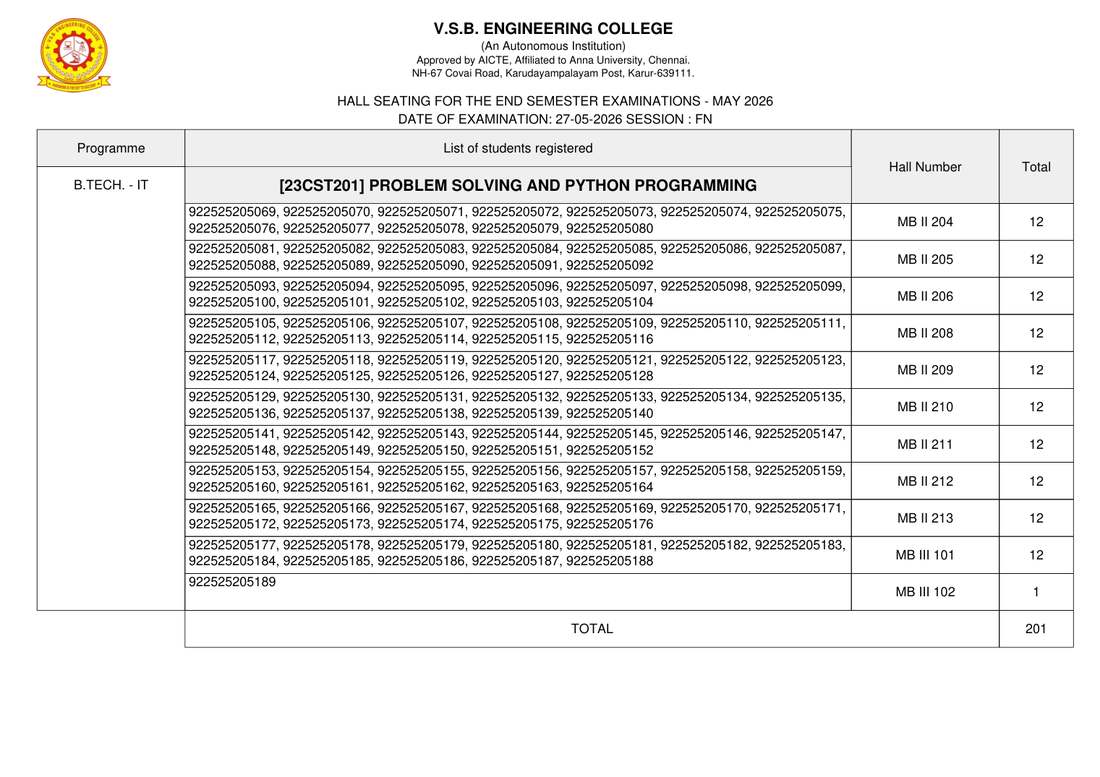 V.S.B. ENGINEERING COLLEGE
(An Autonomous Institution)
Approved by AICTE, Affiliated to Anna University, Chennai.
NH-67 Covai Road, Karudayampalayam Post, Karur-639111.
HALL SEATING FOR THE END SEMESTER EXAMINATIONS - MAY 2026
DATE OF EXAMINATION: 27-05-2026 SESSION : FN
Programme
List of students registered
Hall Number
Total
B.TECH. - IT
[23CST201] PROBLEM SOLVING AND PYTHON PROGRAMMING
922525205069, 922525205070, 922525205071, 922525205072, 922525205073, 922525205074, 922525205075,
922525205076, 922525205077, 922525205078, 922525205079, 922525205080
MB II 204
12
922525205081, 922525205082, 922525205083, 922525205084, 922525205085, 922525205086, 922525205087,
922525205088, 922525205089, 922525205090, 922525205091, 922525205092
MB II 205
12
922525205093, 922525205094, 922525205095, 922525205096, 922525205097, 922525205098, 922525205099,
922525205100, 922525205101, 922525205102, 922525205103, 922525205104
MB II 206
12
922525205105, 922525205106, 922525205107, 922525205108, 922525205109, 922525205110, 922525205111,
922525205112, 922525205113, 922525205114, 922525205115, 922525205116
MB II 208
12
922525205117, 922525205118, 922525205119, 922525205120, 922525205121, 922525205122, 922525205123,
922525205124, 922525205125, 922525205126, 922525205127, 922525205128
MB II 209
12
922525205129, 922525205130, 922525205131, 922525205132, 922525205133, 922525205134, 922525205135,
922525205136, 922525205137, 922525205138, 922525205139, 922525205140
MB II 210
12
922525205141, 922525205142, 922525205143, 922525205144, 922525205145, 922525205146, 922525205147,
922525205148, 922525205149, 922525205150, 922525205151, 922525205152
MB II 211
12
922525205153, 922525205154, 922525205155, 922525205156, 922525205157, 922525205158, 922525205159,
922525205160, 922525205161, 922525205162, 922525205163, 922525205164
MB II 212
12
922525205165, 922525205166, 922525205167, 922525205168, 922525205169, 922525205170, 922525205171,
922525205172, 922525205173, 922525205174, 922525205175, 922525205176
MB II 213
12
922525205177, 922525205178, 922525205179, 922525205180, 922525205181, 922525205182, 922525205183,
922525205184, 922525205185, 922525205186, 922525205187, 922525205188
MB III 101
12
922525205189
MB III 102
1
TOTAL
201